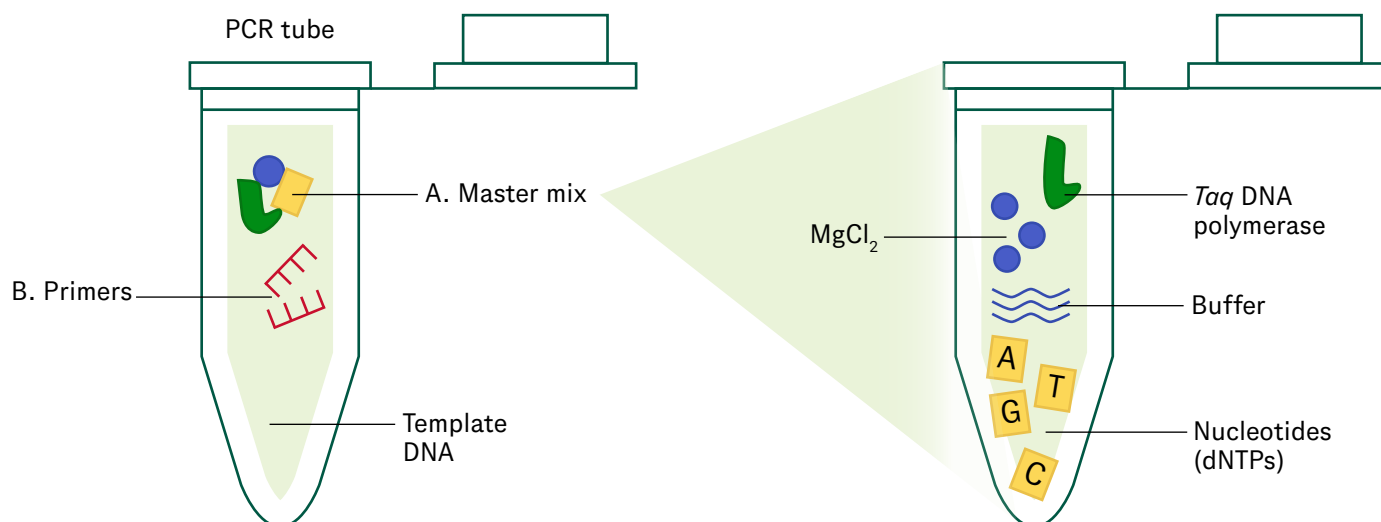 PCR tube
A. Master mix
B. Primers
Template
DNA
Taq DNA
polymerase
MgCl₂
Buffer
A
T
G
C
Nucleotides
(dNTPs)